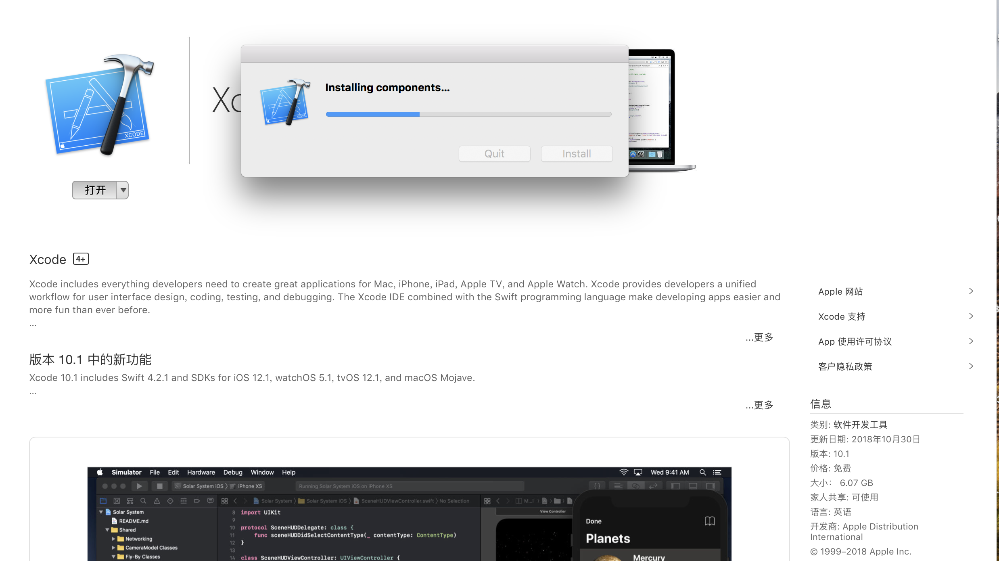 XCODE
打开
Xc
Installing components...
XCODE
Quit
Install
Xcode 4+
Xcode includes everything developers need to create great applications for Mac, iPhone, iPad, Apple TV, and Apple Watch. Xcode provides developers a unified
workflow for user interface design, coding, testing, and debugging. The Xcode IDE combined with the Swift programming language make developing apps easier and
more fun than ever before.
...
...更多
版本 10.1 中的新功能
Xcode 10.1 includes Swift 4.2.1 and SDKs for iOS 12.1, watchOS 5.1, tvOS 12.1, and macOS Mojave.
...
...更多
Apple 网站
Xcode 支持
App 使用许可协议
客户隐私政策
信息
类别: 软件开发工具
更新日期: 2018年10月30日
版本: 10.1
价格: 免费
大小： 6.07 GB
家人共享: 可使用
语言: 英语
开发商: Apple Distribution
International
© 1999–2018 Apple Inc.
Simulator File Edit Hardware Debug Window Help Wed 9:41 AM
Solar System iOS iPhone XS Running Solar System iOS on iPhone XS
Solar System Solar System iOS SceneHUDViewController.swift No Selection M...l
Solar System
README.md
Shared
Networking
CameraModel Classes
Fly-By Classes
8 import UIKit
9
10 protocol SceneHUDDelegate: class {
11 func sceneHUDDidSelectContentType(_ contentType: ContentType)
12 }
13
14 class SceneHUDViewController: UIViewController {
View Controller
Done
Planets
Mercury